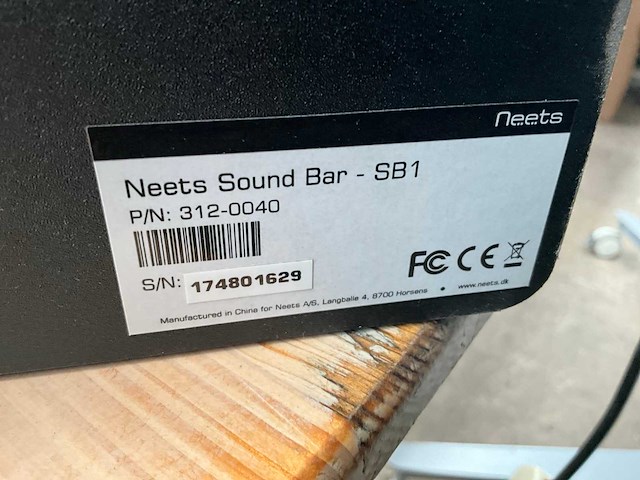 neets
Neets Sound Bar - SB1
P/N: 312-0040
S/N: 174801629
FC CE
Manufactured in China for Neets A/S, Langballe 4, 8700 Horsens • www.neets.dk